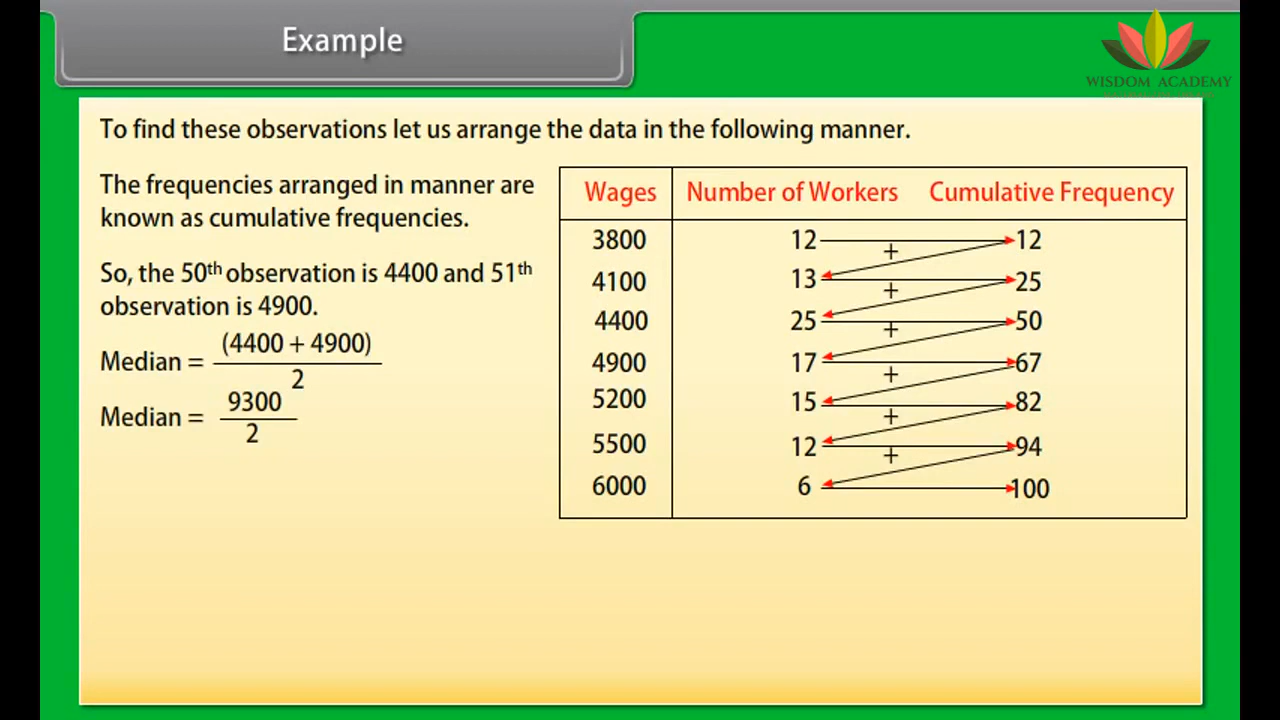 Example
WISDOM ACADEMY
To find these observations let us arrange the data in the following manner.
The frequencies arranged in manner are
known as cumulative frequencies.
So, the 50th observation is 4400 and 51th
observation is 4900.
Median = (4400 + 4900)
2
Median = 9300
2
Wages Number of Workers Cumulative Frequency
3800 12 + 12
4100 13 + 25
4400 25 + 50
4900 17 + 67
5200 15 + 82
5500 12 + 94
6000 6 100